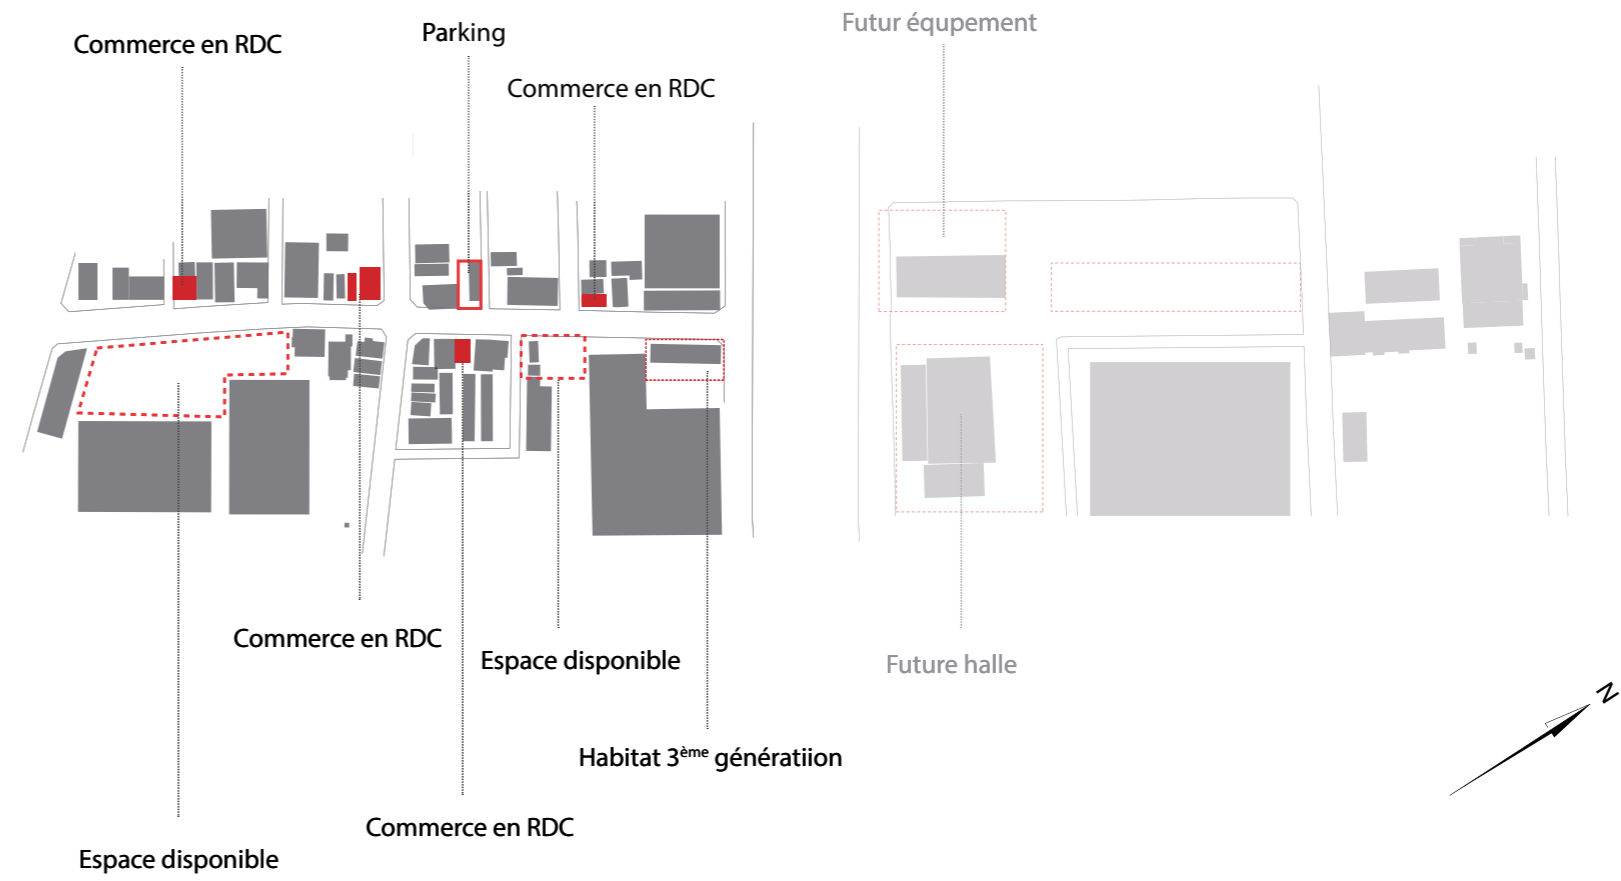 Futur équpement
Parking
Commerce en RDC
Commerce en RDC
Commerce en RDC
Espace disponible
Future halle
N
Habitat 3ème génératiion
Commerce en RDC
Espace disponible